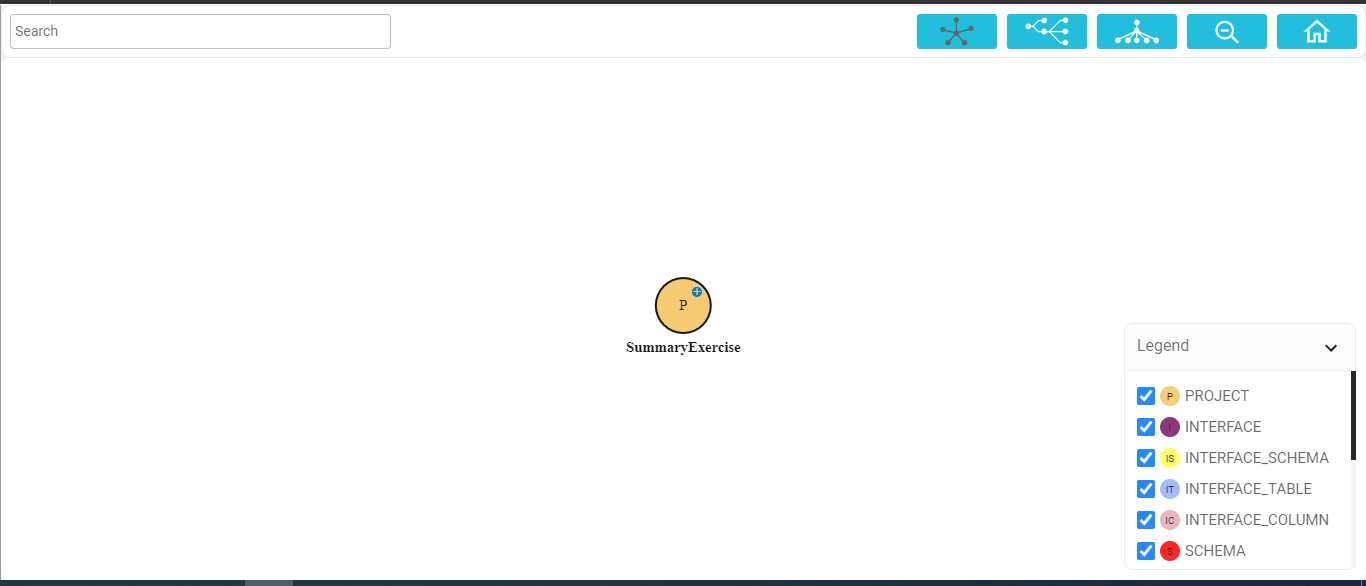 Search
P
SummaryExercise
Legend
P PROJECT
I INTERFACE
IS INTERFACE_SCHEMA
IT INTERFACE_TABLE
IC INTERFACE_COLUMN
S SCHEMA